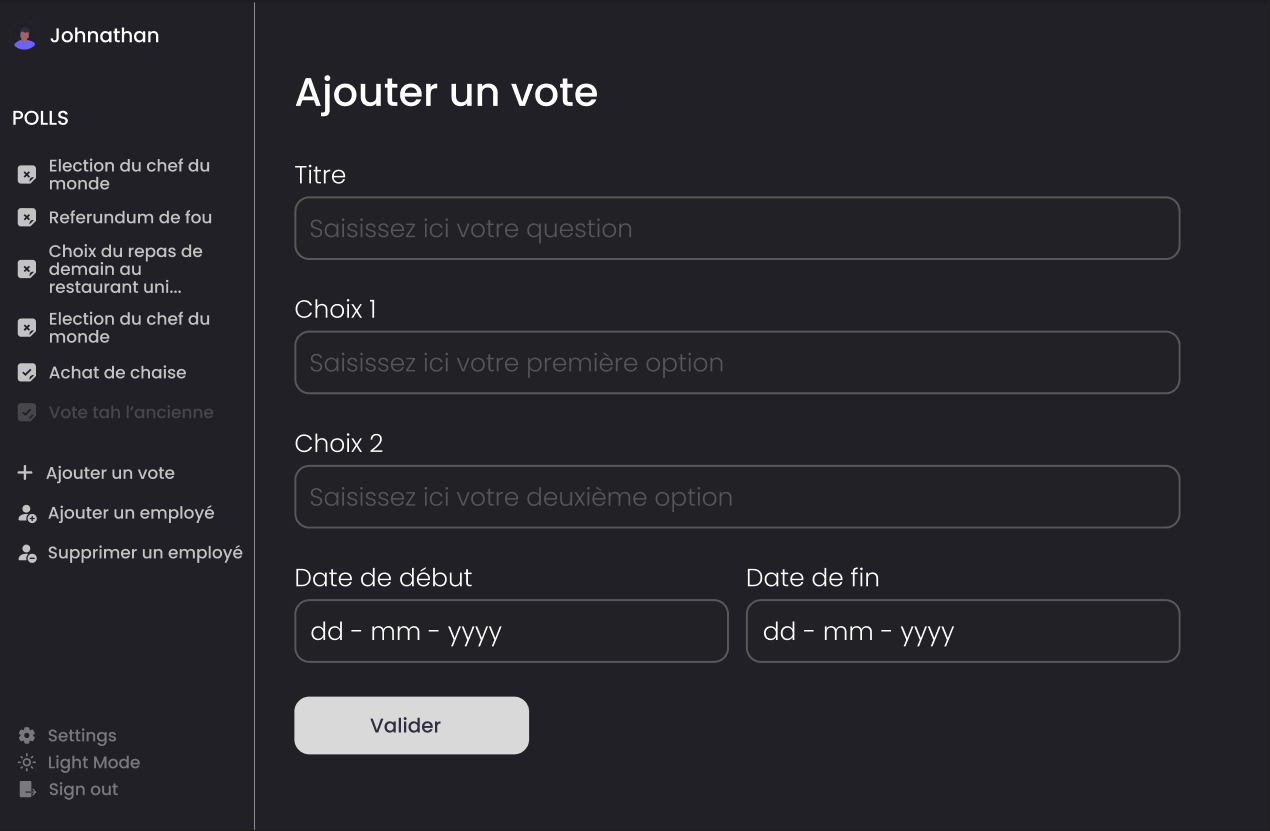 Johnathan
POLLS
Election du chef du
monde
Referundum de fou
Choix du repas de
demain au
restaurant uni...
Election du chef du
monde
Achat de chaise
Vote tah l’ancienne
Ajouter un vote
Ajouter un employé
Supprimer un employé
Settings
Light Mode
Sign out
Ajouter un vote
Titre
Saisissez ici votre question
Choix 1
Saisissez ici votre première option
Choix 2
Saisissez ici votre deuxième option
Date de début
Date de fin
dd - mm - yyyy
dd - mm - yyyy
Valider